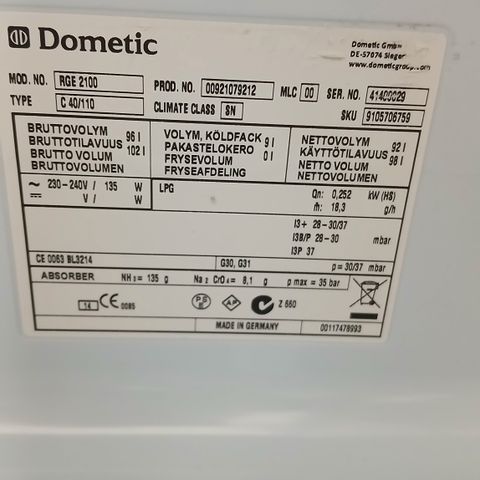 Dometic
Dometic GmbH
DE-57074 Siegen
www.dometicgroup.com
MOD. NO. RGE 2100 PROD. NO. 00921079212 MLC 00 SER. NO. 41400029
TYPE C 40/110 CLIMATE CLASS SN SKU 9105706759
BRUTTOVOLYM 96 l
BRUTTOTILAVUUS 102 l
BRUTTO VOLUM
BRUTTOVOLUMEN
VOLYM, KÖLDFACK 9 l
PAKASTELOKERO 0 l
FRYSEVOLUM
FRYSEAFDELING
NETTOVOLYM 92 l
KÄYTTÖTILAVUUS 98 l
NETTO VOLUM
NETTOVOLUMEN
~ 230-240V / 135 W
⎓ V / W
LPG
Qn: 0,252 kW (HS)
ṁ: 18,3 g/h
I3+ 28-30/37
I3B/P 28-30 mbar
I3P 37
CE 0063 BL3214 G30, G31 p = 30/37 mbar
ABSORBER NH3 = 135 g Na2 CrO4 = 8,1 g p max = 35 bar
14 CE 0085 Z 660
MADE IN GERMANY 00117478993